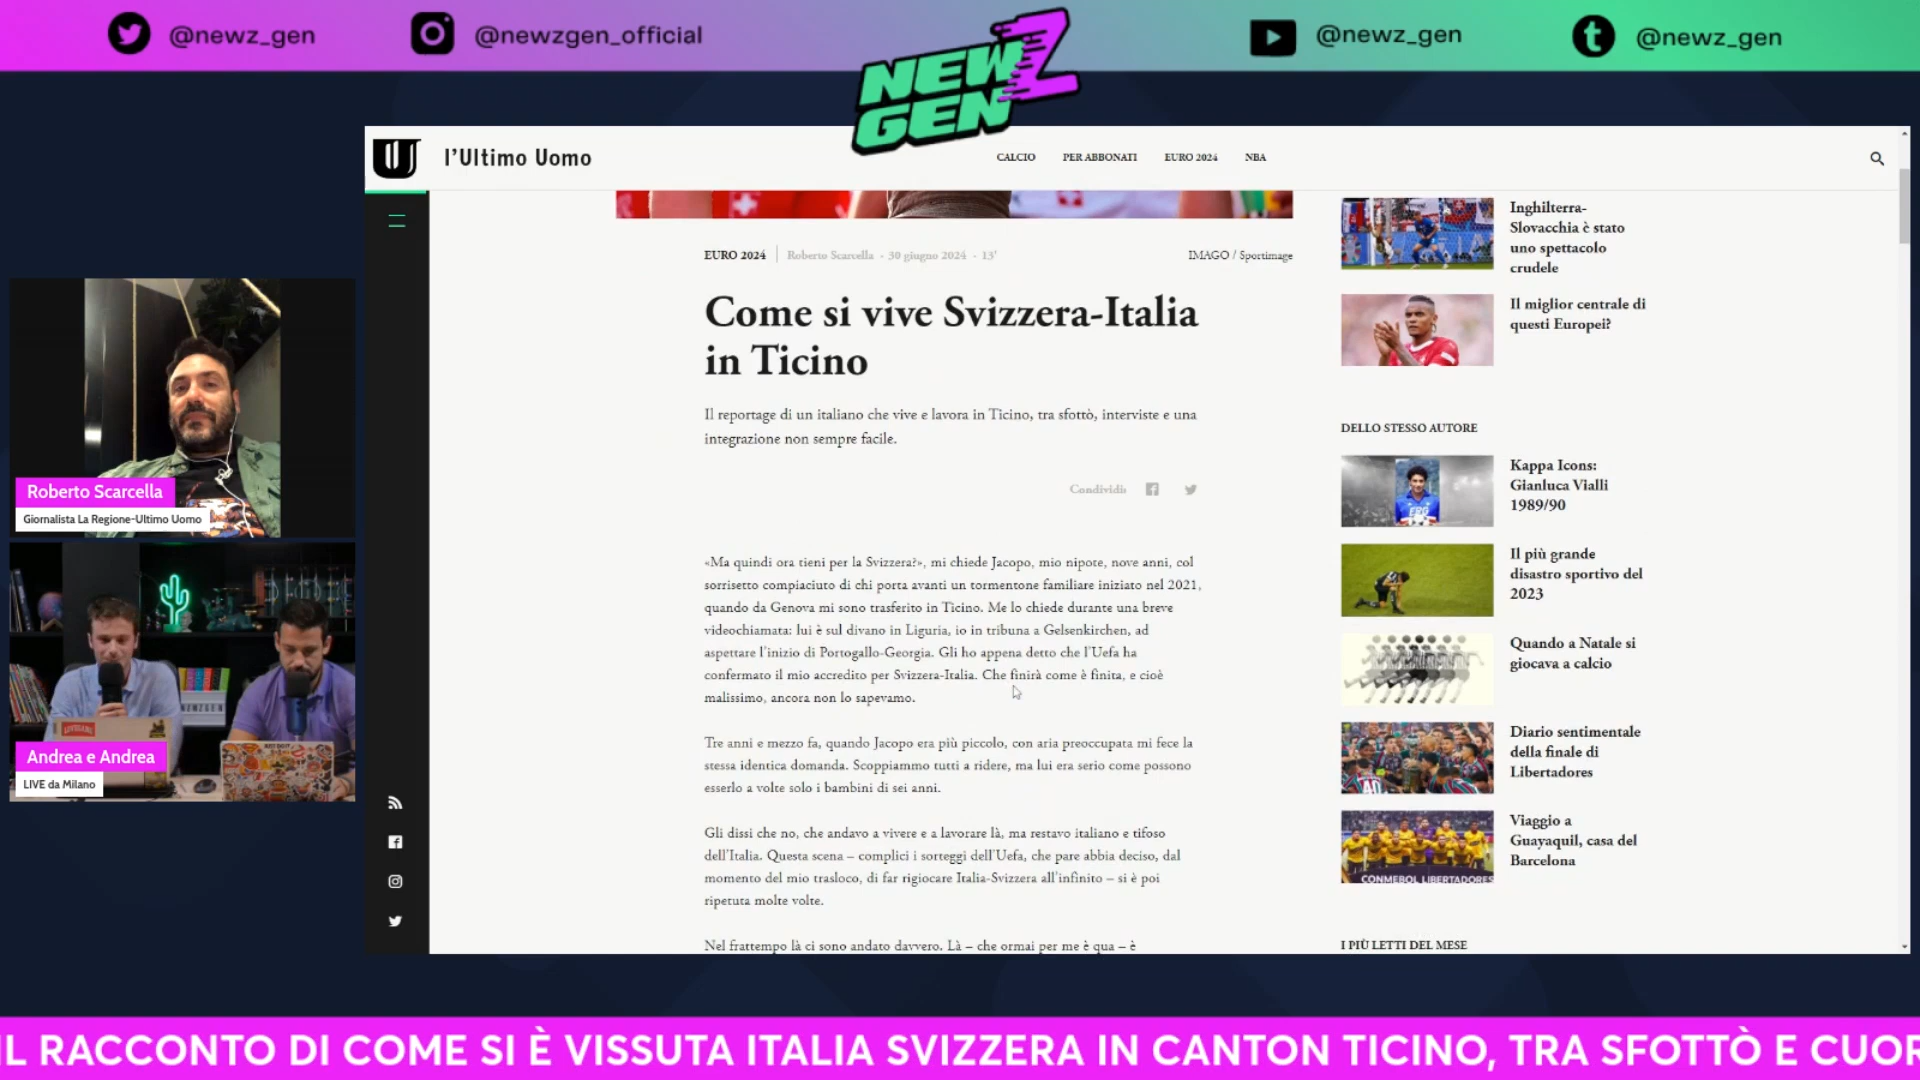 @newz_gen
@newzgen_official
NEWZ
GEN
@newz_gen
@newz_gen
l'Ultimo Uomo
CALCIO
PER ABBONATI
EURO 2024
NBA
EURO 2024
Roberto Scarcella - 30 giugno 2024 - 13'
IMAGO / Sportimage
Come si vive Svizzera-Italia
in Ticino
Il reportage di un italiano che vive e lavora in Ticino, tra sfottò, interviste e una
integrazione non sempre facile.
Condividi:
«Ma quindi ora tieni per la Svizzera?», mi chiede Jacopo, mio nipote, nove anni, col
sorrisetto compiaciuto di chi porta avanti un tormentone familiare iniziato nel 2021,
quando da Genova mi sono trasferito in Ticino. Me lo chiede durante una breve
videochiamata: lui è sul divano in Liguria, io in tribuna a Gelsenkirchen, ad
aspettare l'inizio di Portogallo-Georgia. Gli ho appena detto che l'Uefa ha
confermato il mio accredito per Svizzera-Italia. Che finirà come è finita, e cioè
malissimo, ancora non lo sapevamo.
Tre anni e mezzo fa, quando Jacopo era più piccolo, con aria preoccupata mi fece la
stessa identica domanda. Scoppiammo tutti a ridere, ma lui era serio come possono
esserlo a volte solo i bambini di sei anni.
Gli dissi che no, che andavo a vivere e a lavorare là, ma restavo italiano e tifoso
dell'Italia. Questa scena – complici i sorteggi dell'Uefa, che pare abbia deciso, dal
momento del mio trasloco, di far rigiocare Italia-Svizzera all'infinito – si è poi
ripetuta molte volte.
Nel frattempo là ci sono andato davvero. Là – che ormai per me è qua – è
Inghilterra-
Slovacchia è stato
uno spettacolo
crudele
Il miglior centrale di
questi Europei?
DELLO STESSO AUTORE
Kappa Icons:
Gianluca Vialli
1989/90
ERG
Il più grande
disastro sportivo del
2023
Quando a Natale si
giocava a calcio
Diario sentimentale
della finale di
Libertadores
Viaggio a
Guayaquil, casa del
Barcelona
CONMEBOL LIBERTADORES
I PIÙ LETTI DEL MESE
Roberto Scarcella
Giornalista La Regione-Ultimo Uomo
NEWZGEN
Andrea e Andrea
LIVE da Milano
IL RACCONTO DI COME SI È VISSUTA ITALIA SVIZZERA IN CANTON TICINO, TRA SFOTTÒ E CUOR